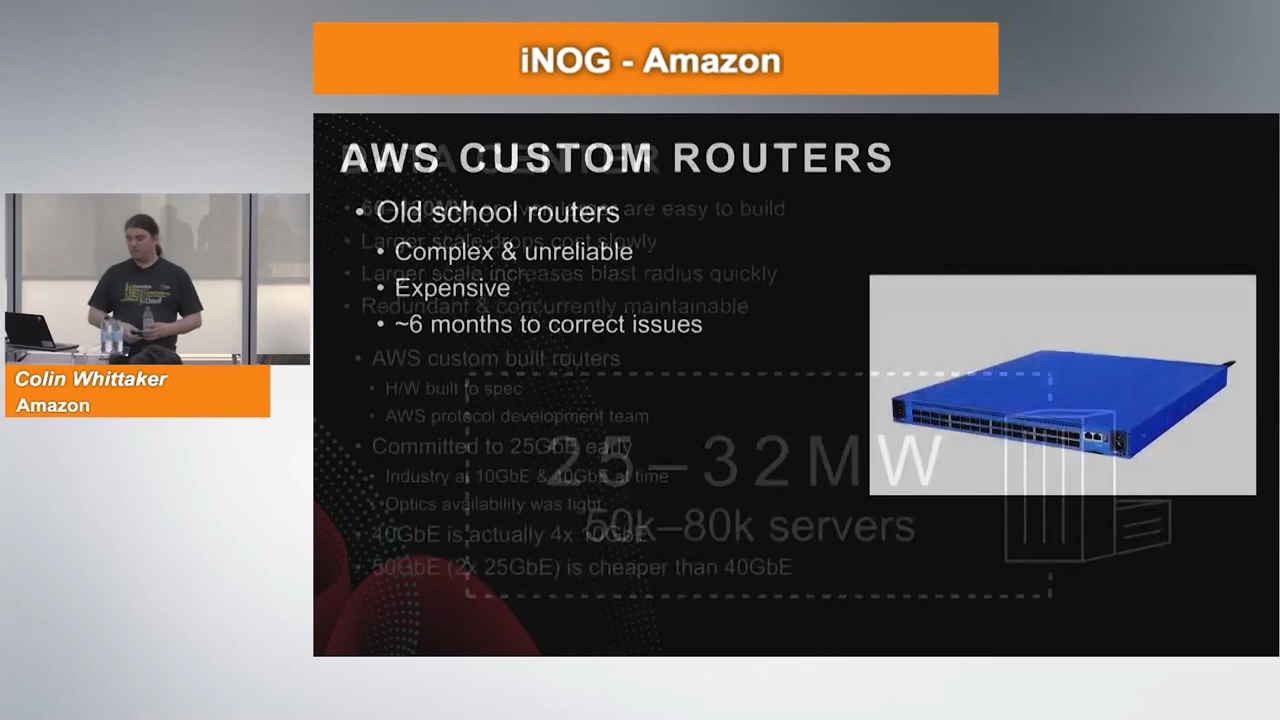 iNOG - Amazon
AWS CUSTOM ROUTERS
• Old school routers
• Complex & unreliable
• Expensive
• ~6 months to correct issues
• AWS custom built routers
• H/W built to spec
• AWS protocol development team
Committed to 25GbE early
Industry at 10GbE & 40GbE at time
• Optics availability was tight
• 40GbE is actually 4x 10GbE
• 50GbE (2x 25GbE) is cheaper than 40GbE
DATA CENTER
• are easy to build
• Larger scale drops cost slowly
• Larger scale increases blast radius quickly
• Redundant & concurrently maintainable
25–32MW
50k–80k servers
Colin Whittaker
Amazon